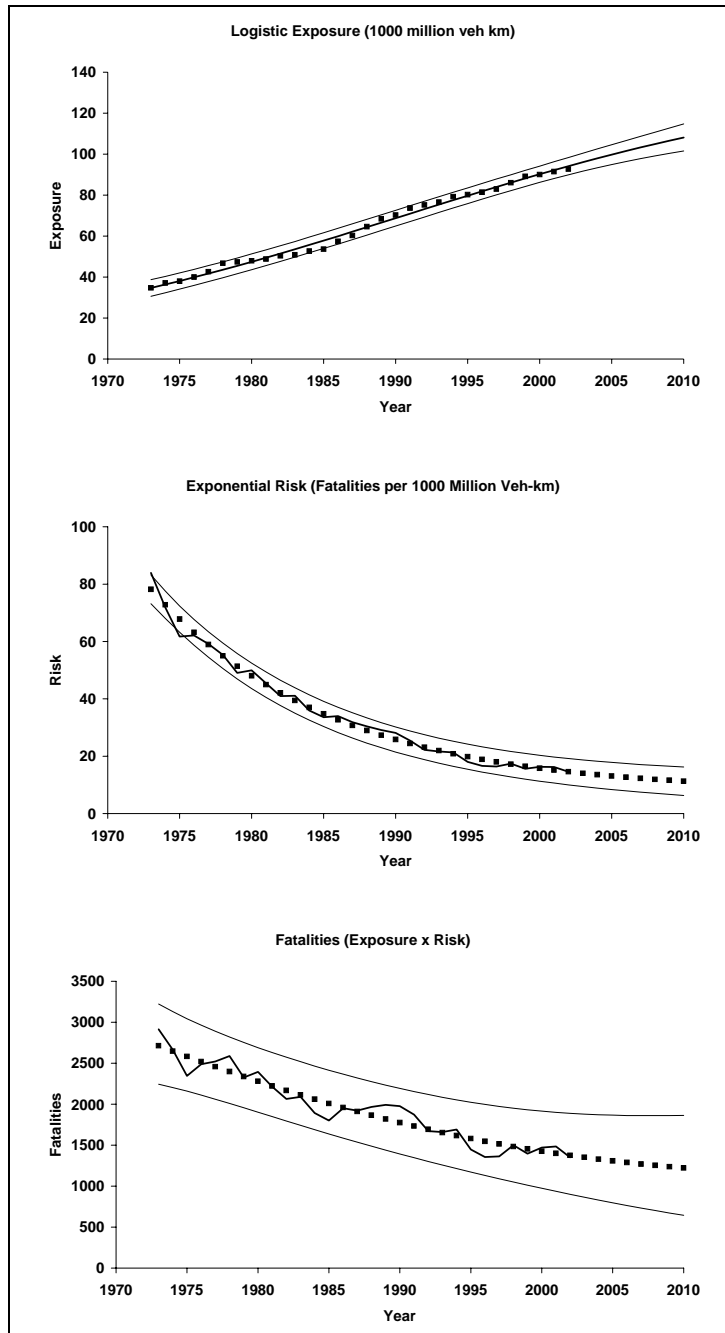 Logistic Exposure (1000 million veh km)
140
120
100
80
60
40
20
0
Exposure
1970 1975 1980 1985 1990 1995 2000 2005 2010
Year
Exponential Risk (Fatalities per 1000 Million Veh-km)
100
80
60
40
20
0
Risk
1970 1975 1980 1985 1990 1995 2000 2005 2010
Year
Fatalities (Exposure x Risk)
3500
3000
2500
2000
1500
1000
500
0
Fatalities
1970 1975 1980 1985 1990 1995 2000 2005 2010
Year